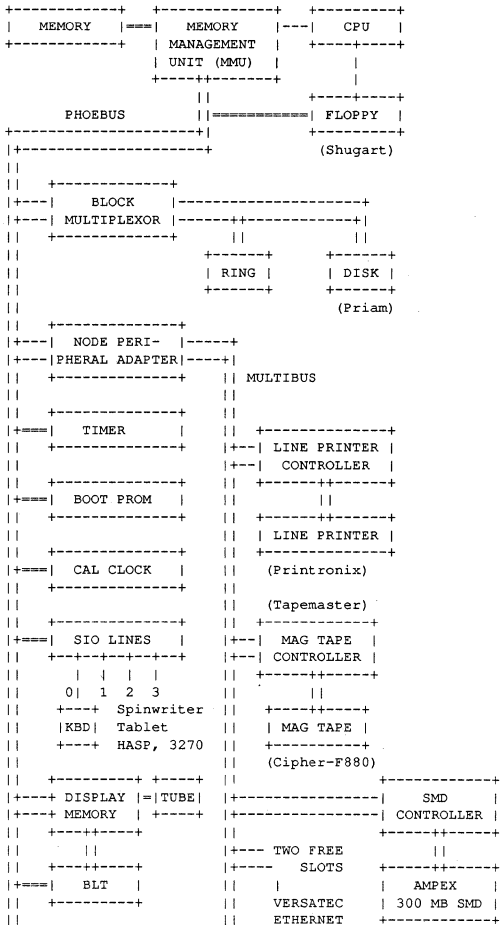 MEMORY MEMORY CPU
MANAGEMENT
UNIT (MMU)
PHOEBUS FLOPPY
(Shugart)
BLOCK
MULTIPLEXOR
RING DISK
(Priam)
NODE PERI-
PHERAL ADAPTER
MULTIBUS
TIMER
LINE PRINTER
CONTROLLER
BOOT PROM
LINE PRINTER
CAL CLOCK (Printronix)
(Tapemaster)
SIO LINES MAG TAPE
CONTROLLER
0 1 2 3
Spinwriter
KBD Tablet MAG TAPE
HASP, 3270
(Cipher-F880)
DISPLAY TUBE SMD
MEMORY CONTROLLER
TWO FREE
SLOTS
BLT AMPEX
VERSATEC 300 MB SMD
ETHERNET